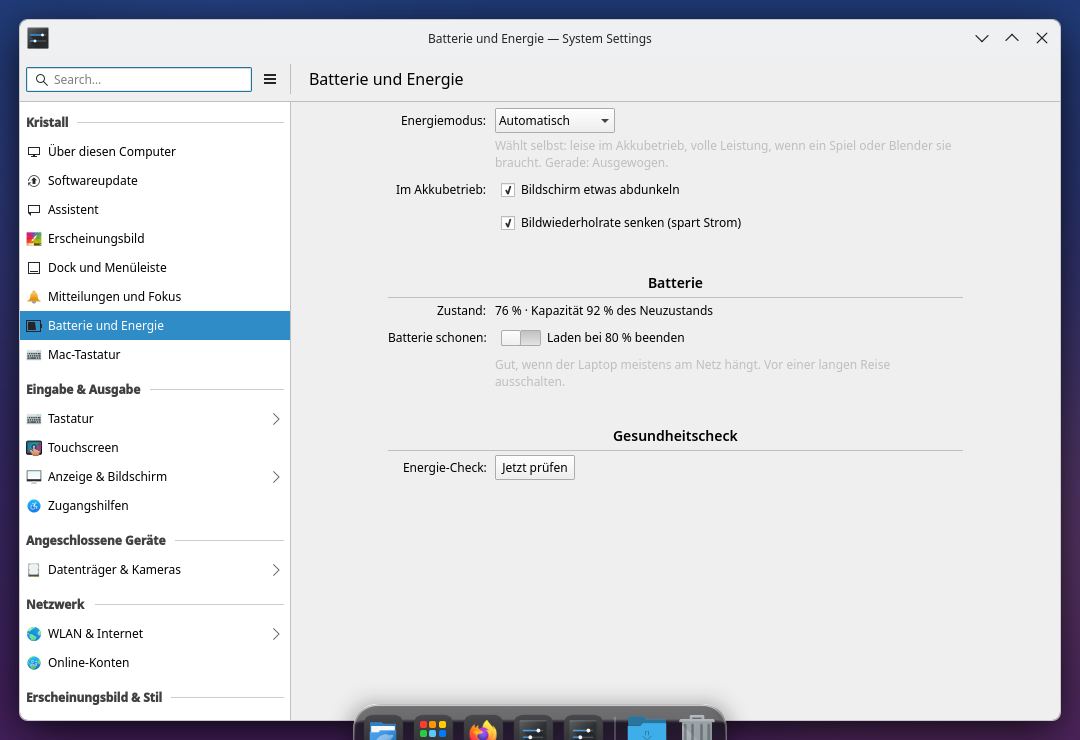 Batterie und Energie — System Settings
Search...
Batterie und Energie
Kristall
Über diesen Computer
Softwareupdate
Assistent
Erscheinungsbild
Dock und Menüleiste
Mitteilungen und Fokus
Batterie und Energie
Mac-Tastatur
Eingabe & Ausgabe
Tastatur
Touchscreen
Anzeige & Bildschirm
Zugangshilfen
Angeschlossene Geräte
Datenträger & Kameras
Netzwerk
WLAN & Internet
Online-Konten
Erscheinungsbild & Stil
Energiemodus: Automatisch
Wählt selbst: leise im Akkubetrieb, volle Leistung, wenn ein Spiel oder Blender sie
braucht. Gerade: Ausgewogen.
Im Akkubetrieb: Bildschirm etwas abdunkeln
Bildwiederholrate senken (spart Strom)
Batterie
Zustand: 76 % · Kapazität 92 % des Neuzustands
Batterie schonen: Laden bei 80 % beenden
Gut, wenn der Laptop meistens am Netz hängt. Vor einer langen Reise
ausschalten.
Gesundheitscheck
Energie-Check: Jetzt prüfen